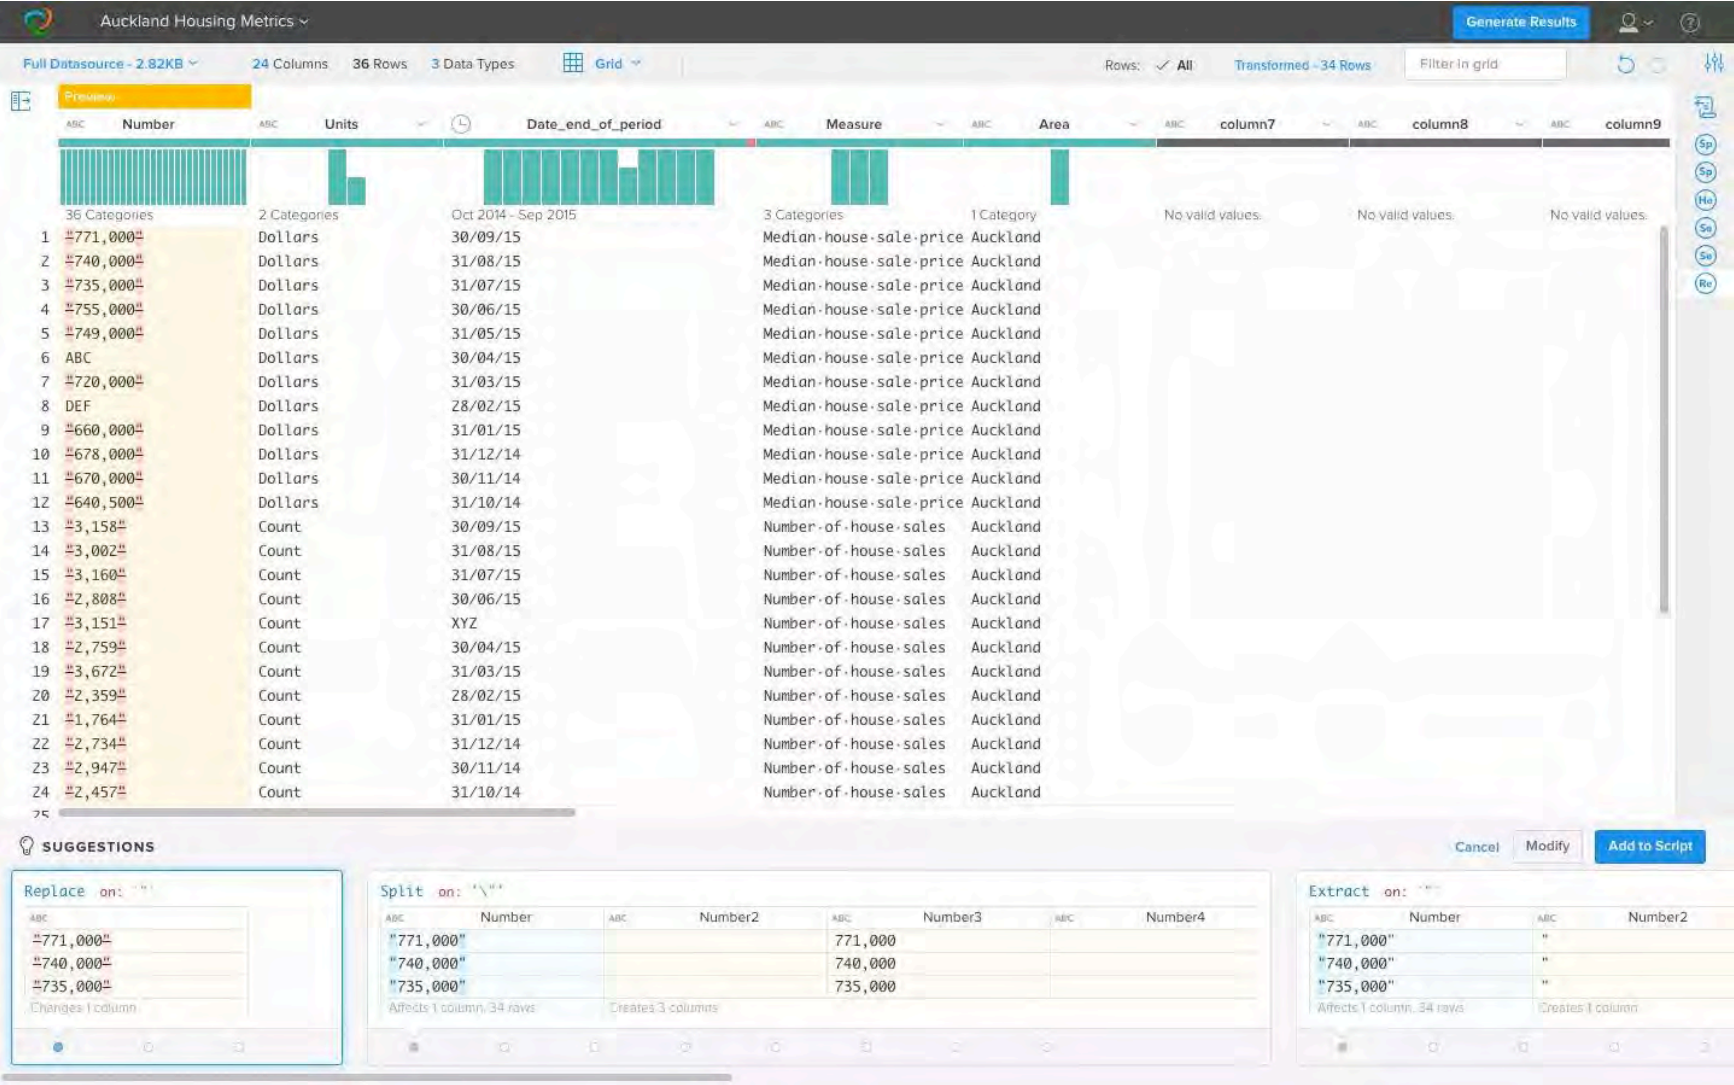 Auckland Housing Metrics
Generate Results
Full Datasource - 2.82KB
24 Columns
36 Rows
3 Data Types
Grid
Rows:
All
Transformed - 34 Rows
Filter in grid
Preview
ABC Number
ABC Units
Date_end_of_period
ABC Measure
ABC Area
ABC column7
ABC column8
ABC column9
36 Categories
2 Categories
Oct 2014 - Sep 2015
3 Categories
1 Category
No valid values.
No valid values.
No valid values.
1 "771,000" Dollars 30/09/15 Median·house·sale·price Auckland
2 "740,000" Dollars 31/08/15 Median·house·sale·price Auckland
3 "735,000" Dollars 31/07/15 Median·house·sale·price Auckland
4 "755,000" Dollars 30/06/15 Median·house·sale·price Auckland
5 "749,000" Dollars 31/05/15 Median·house·sale·price Auckland
6 ABC Dollars 30/04/15 Median·house·sale·price Auckland
7 "720,000" Dollars 31/03/15 Median·house·sale·price Auckland
8 DEF Dollars 28/02/15 Median·house·sale·price Auckland
9 "660,000" Dollars 31/01/15 Median·house·sale·price Auckland
10 "678,000" Dollars 31/12/14 Median·house·sale·price Auckland
11 "670,000" Dollars 30/11/14 Median·house·sale·price Auckland
12 "640,500" Dollars 31/10/14 Median·house·sale·price Auckland
13 "3,158" Count 30/09/15 Number·of·house·sales Auckland
14 "3,002" Count 31/08/15 Number·of·house·sales Auckland
15 "3,160" Count 31/07/15 Number·of·house·sales Auckland
16 "2,808" Count 30/06/15 Number·of·house·sales Auckland
17 "3,151" Count XYZ Number·of·house·sales Auckland
18 "2,759" Count 30/04/15 Number·of·house·sales Auckland
19 "3,672" Count 31/03/15 Number·of·house·sales Auckland
20 "2,359" Count 28/02/15 Number·of·house·sales Auckland
21 "1,764" Count 31/01/15 Number·of·house·sales Auckland
22 "2,734" Count 31/12/14 Number·of·house·sales Auckland
23 "2,947" Count 30/11/14 Number·of·house·sales Auckland
24 "2,457" Count 31/10/14 Number·of·house·sales Auckland
25
Sp
Sp
He
Se
Re
SUGGESTIONS
Cancel
Modify
Add to Script
Replace on: `"`
ABC
"771,000"
"740,000"
"735,000"
Changes 1 column
Split on: '\"'
ABC Number ABC Number2 ABC Number3 ABC Number4
"771,000" 771,000
"740,000" 740,000
"735,000" 735,000
Affects 1 column, 34 rows
Creates 3 columns
Extract on: `"`
ABC Number ABC Number2
"771,000" "
"740,000" "
"735,000" "
Affects 1 column, 34 rows
Creates 1 column